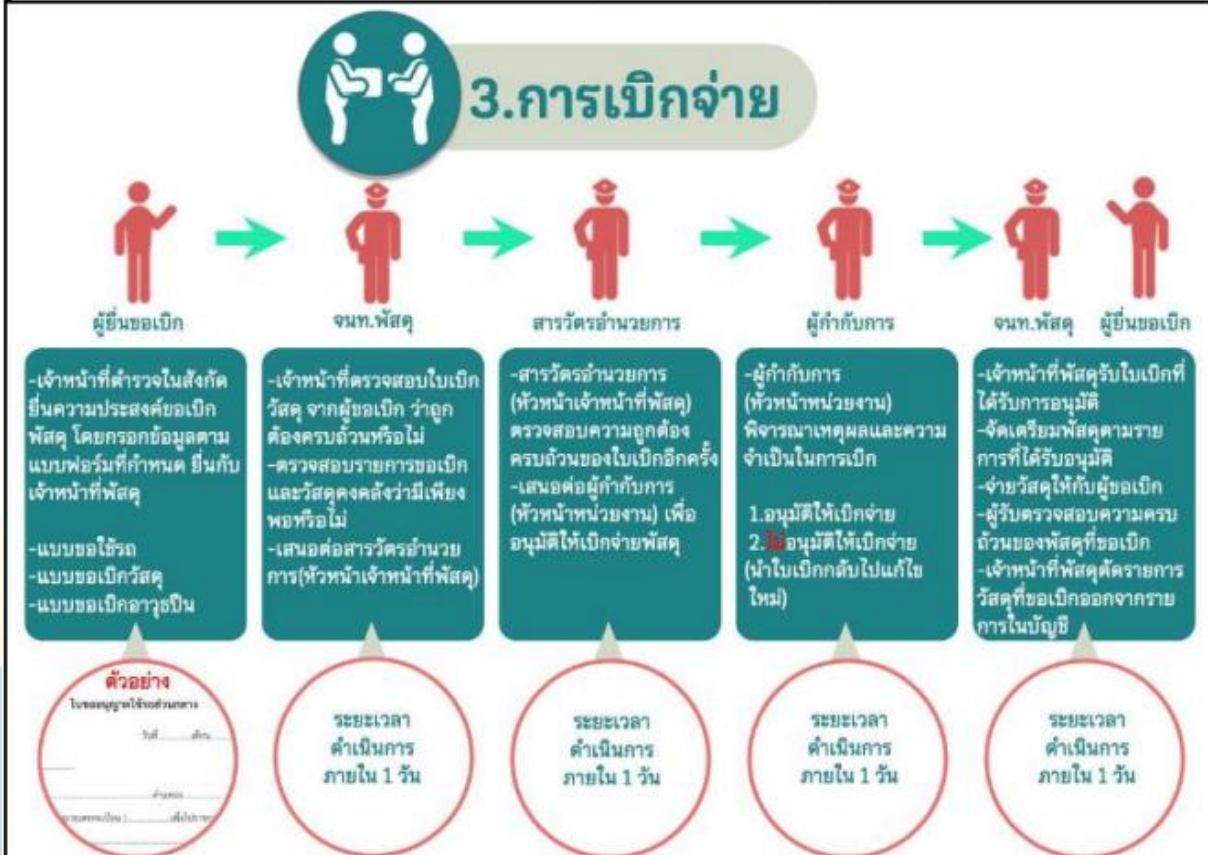 3.การเบิกจ่าย
ผู้ยื่นขอเบิก
จนท.พัสดุ
สารวัตรอำนวยการ
ผู้กำกับการ
จนท.พัสดุ
ผู้ยื่นขอเบิก
-เจ้าหน้าที่ตำรวจในสังกัด
ยื่นความประสงค์ขอเบิก
พัสดุ โดยกรอกข้อมูลตาม
แบบฟอร์มที่กำหนด ยื่นกับ
เจ้าหน้าที่พัสดุ
-แบบขอใช้รถ
-แบบขอเบิกวัสดุ
-แบบขอเบิกอาวุธปืน
-เจ้าหน้าที่ตรวจสอบใบเบิก
วัสดุ จากผู้ขอเบิก ว่าถูก
ต้องครบถ้วนหรือไม่
-ตรวจสอบรายการขอเบิก
และวัสดุคงคลังว่ามีเพียง
พอหรือไม่
-เสนอต่อสารวัตรอำนวย
การ(หัวหน้าเจ้าหน้าที่พัสดุ)
-สารวัตรอำนวยการ
(หัวหน้าเจ้าหน้าที่พัสดุ)
ตรวจสอบความถูกต้อง
ครบถ้วนของใบเบิกอีกครั้ง
-เสนอต่อผู้กำกับการ
(หัวหน้าหน่วยงาน) เพื่อ
อนุมัติให้เบิกจ่ายพัสดุ
-ผู้กำกับการ
(หัวหน้าหน่วยงาน)
พิจารณาเหตุผลและความ
จำเป็นในการเบิก
1.อนุมัติให้เบิกจ่าย
2.ไม่อนุมัติให้เบิกจ่าย
(นำใบเบิกกลับไปแก้ไข
ใหม่)
-เจ้าหน้าที่พัสดุรับใบเบิกที่
ได้รับการอนุมัติ
-จัดเตรียมพัสดุตามราย
การที่ได้รับอนุมัติ
-จ่ายวัสดุให้กับผู้ขอเบิก
-ผู้รับตรวจสอบความครบ
ถ้วนของพัสดุที่ขอเบิก
-เจ้าหน้าที่พัสดุตัดรายการ
วัสดุที่ขอเบิกออกจากราย
การในบัญชี
ตัวอย่าง
ใบขออนุญาตใช้รถส่วนกลาง
วันที่ เดือน
ตำแหน่ง
ระยะเวลา
ดำเนินการ
ภายใน 1 วัน
ระยะเวลา
ดำเนินการ
ภายใน 1 วัน
ระยะเวลา
ดำเนินการ
ภายใน 1 วัน
ระยะเวลา
ดำเนินการ
ภายใน 1 วัน